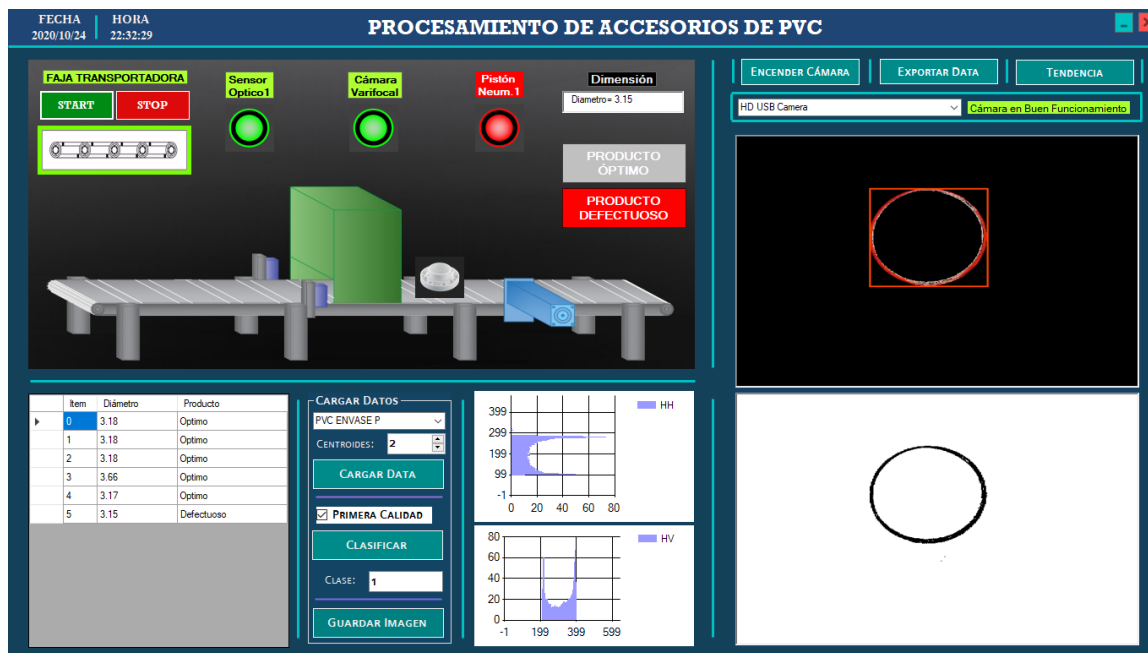 FECHA
2020/10/24
HORA
22:32:29
PROCESAMIENTO DE ACCESORIOS DE PVC
FAJA TRANSPORTADORA
START
STOP
Sensor
Optico1
Cámara
Varifocal
Pistón
Neum.1
Dimensión
Diametro= 3.15
PRODUCTO
ÓPTIMO
PRODUCTO
DEFECTUOSO
ENCENDER CÁMARA
EXPORTAR DATA
TENDENCIA
HD USB Camera
Cámara en Buen Funcionamiento
Item Diámetro Producto
0 3.18 Optimo
1 3.18 Optimo
2 3.18 Optimo
3 3.66 Optimo
4 3.17 Optimo
5 3.15 Defectuoso
CARGAR DATOS
PVC ENVASE P
CENTROIDES: 2
CARGAR DATA
PRIMERA CALIDAD
CLASIFICAR
CLASE: 1
GUARDAR IMAGEN
HH
399
299
199
99
-1
0 20 40 60 80
HV
80
60
40
20
0
-1 199 399 599